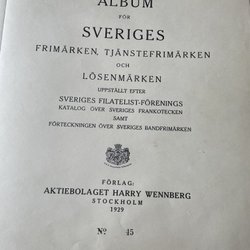 ALBUM
FÖR
SVERIGES
FRIMÄRKEN, TJÄNSTEFRIMÄRKEN
OCH
LÖSENMÄRKEN
UPPSTÄLLT EFTER
SVERIGES FILATELIST-FÖRENINGS
KATALOG ÖVER SVERIGES FRANKOTECKEN
SAMT
FÖRTECKNINGEN ÖVER SVERIGES BANDFRIMÄRKEN
FÖRLAG:
AKTIEBOLAGET HARRY WENNBERG
STOCKHOLM
1929
No 45